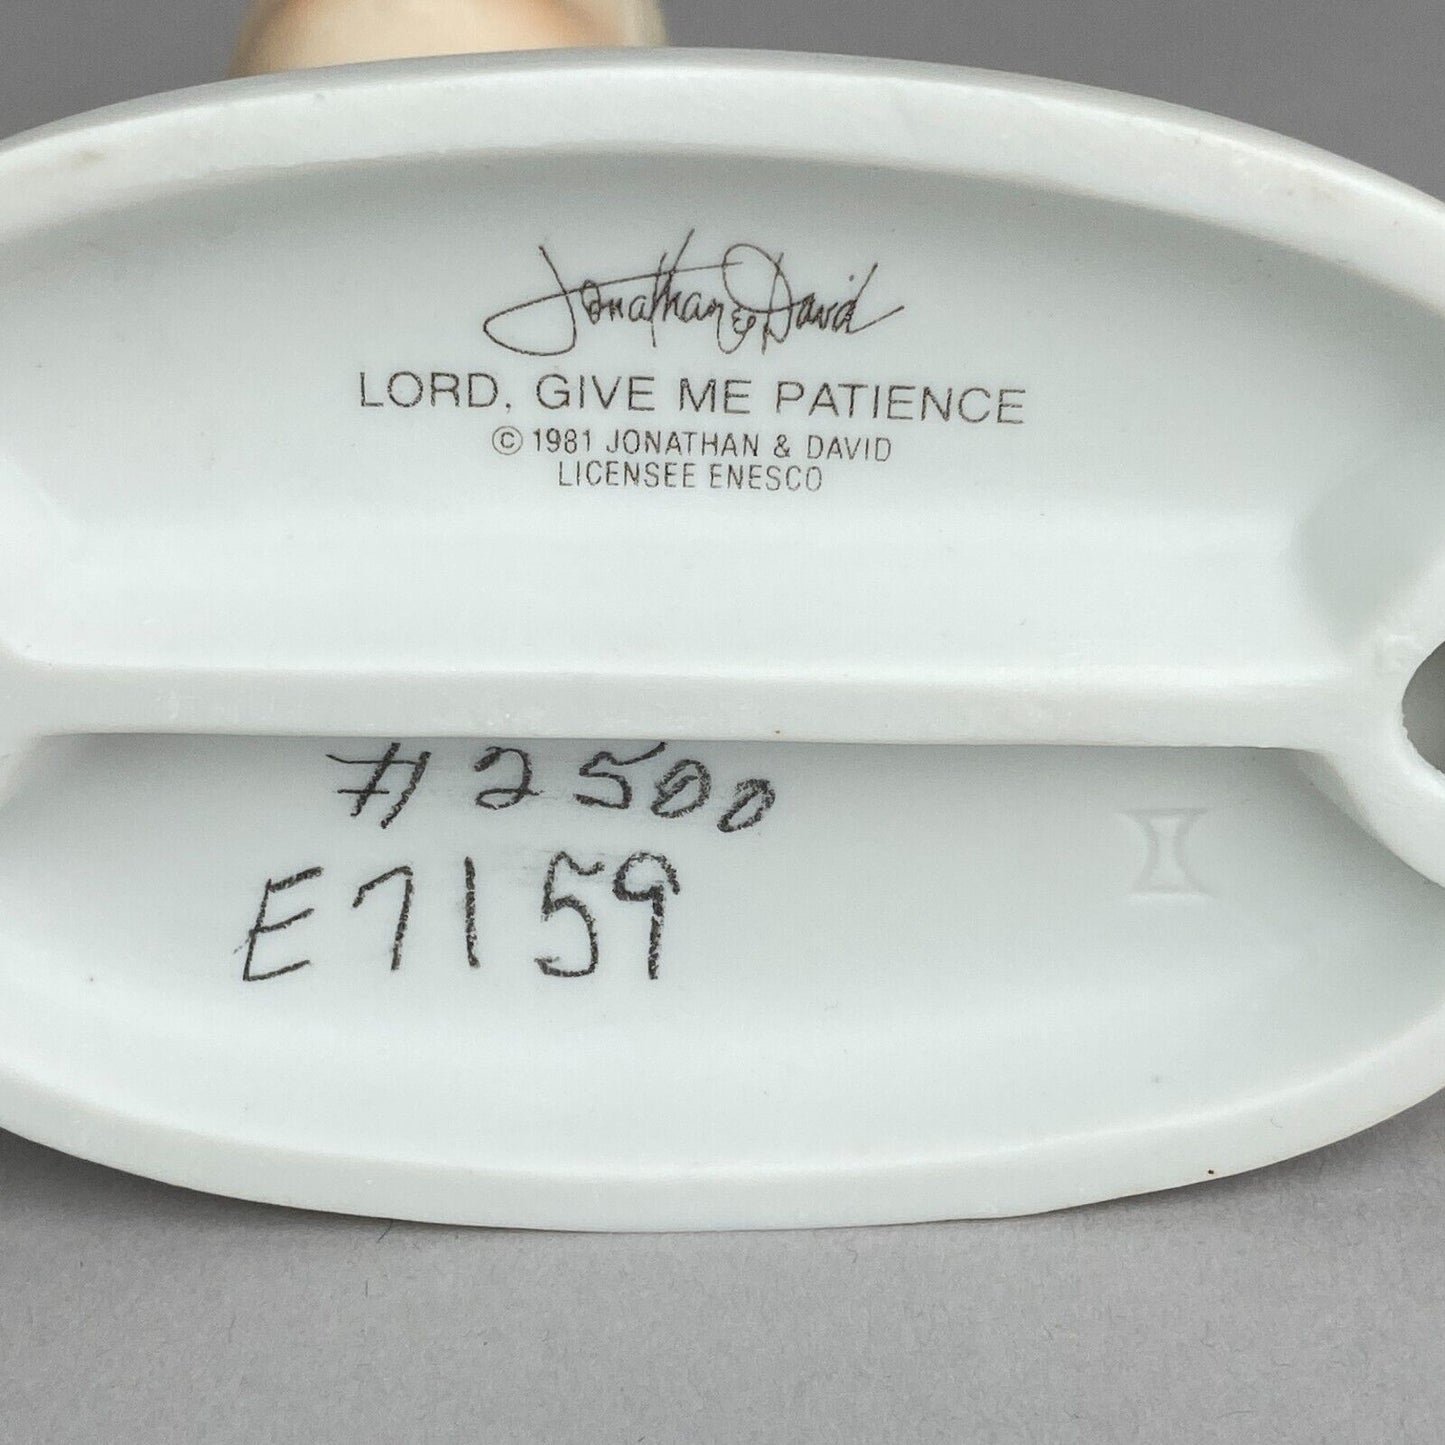 Jonathan & David
LORD, GIVE ME PATIENCE
© 1981 JONATHAN & DAVID
LICENSEE ENESCO
#2500
E7159